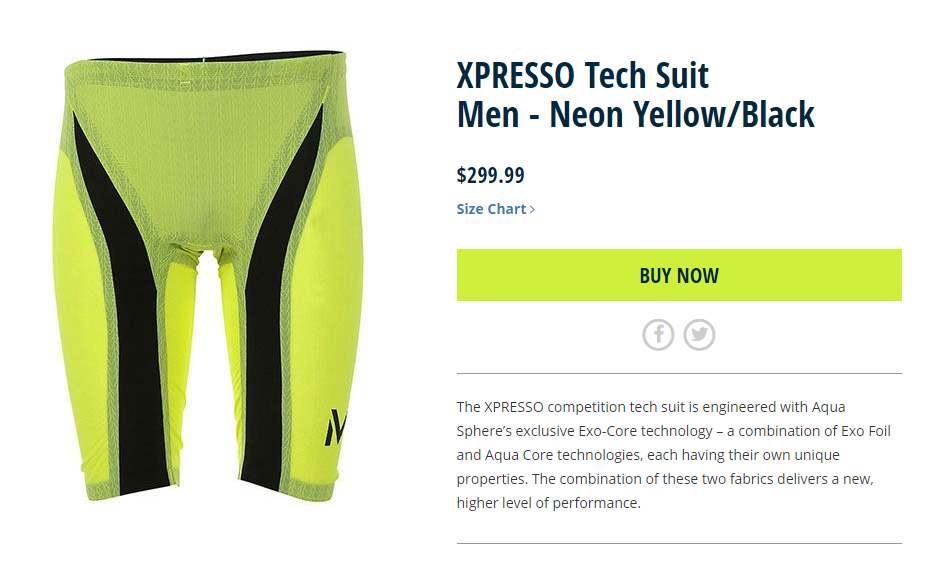 XPRESSO Tech Suit
Men - Neon Yellow/Black
$299.99
Size Chart
BUY NOW
The XPRESSO competition tech suit is engineered with Aqua
Sphere’s exclusive Exo-Core technology – a combination of Exo Foil
and Aqua Core technologies, each having their own unique
properties. The combination of these two fabrics delivers a new,
higher level of performance.